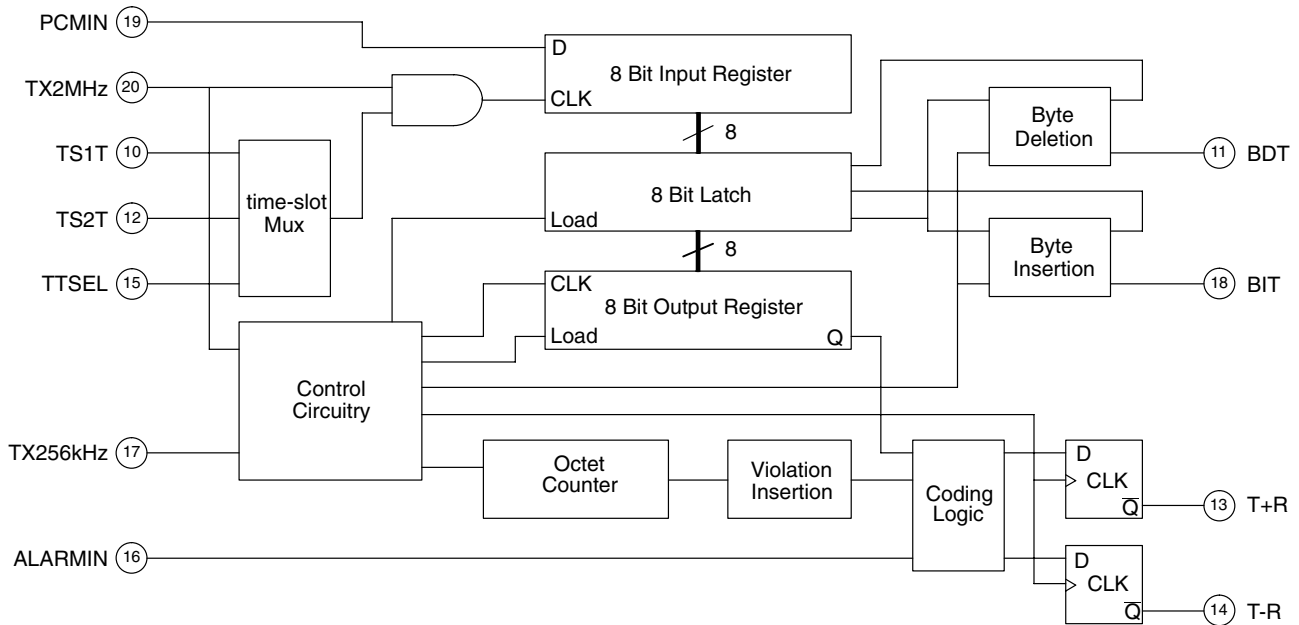 PCMIN 19
TX2MHz 20
TS1T 10
TS2T 12
TTSEL 15
TX256kHz 17
ALARMIN 16
time-slot
Mux
D
8 Bit Input Register
CLK
8
8 Bit Latch
Load
8
CLK
8 Bit Output Register
Load
Q
Control
Circuitry
Octet
Counter
Violation
Insertion
Coding
Logic
Byte
Deletion
11 BDT
Byte
Insertion
18 BIT
D
CLK
Q
13 T+R
D
CLK
Q
14 T-R